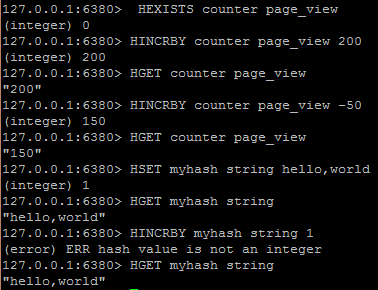 127.0.0.1:6380>  HEXISTS counter page_view
(integer) 0
127.0.0.1:6380> HINCRBY counter page_view 200
(integer) 200
127.0.0.1:6380> HGET counter page_view
"200"
127.0.0.1:6380> HINCRBY counter page_view -50
(integer) 150
127.0.0.1:6380> HGET counter page_view
"150"
127.0.0.1:6380> HSET myhash string hello,world
(integer) 1
127.0.0.1:6380> HGET myhash string
"hello,world"
127.0.0.1:6380> HINCRBY myhash string 1
(error) ERR hash value is not an integer
127.0.0.1:6380> HGET myhash string
"hello,world"